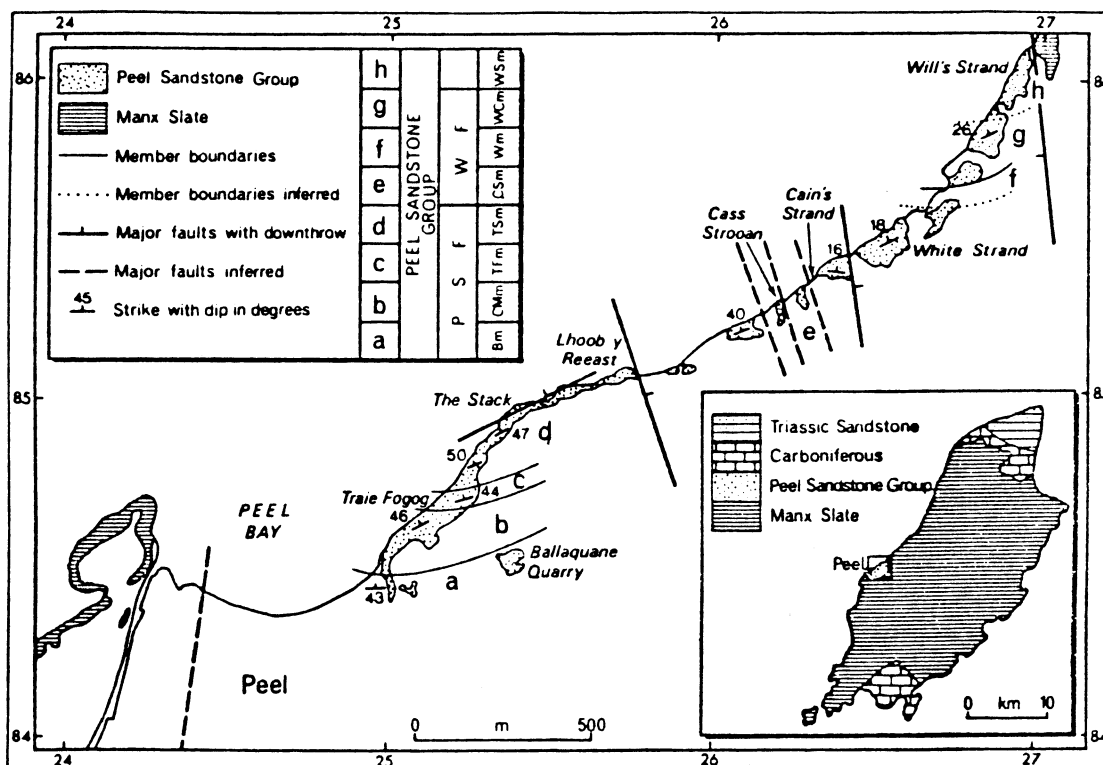 24
25
26
27
86
Peel Sandstone Group
Manx Slate
Member boundaries
Member boundaries inferred
Major faults with downthrow
Major faults inferred
45
Strike with dip in degrees
h
g
f
e
d
c
b
a
PEEL SANDSTONE GROUP
W F
P S F
WSm
WCm
Wm
CSm
TSm
Tfm
CMm
Bm
Will's Strand
h
26
g
f
Cain's
Strand
Cass
Strooan
18
16
White Strand
40
e
Lhoob y
Reeast
85
The Stack
47
d
50
c
44
Traie Fogog
46
b
PEEL
BAY
Ballaquane
Quarry
a
43
Peel
0 m 500
Triassic Sandstone
Carboniferous
Peel Sandstone Group
Manx Slate
Peel
0 km 10
84
24
25
26
27